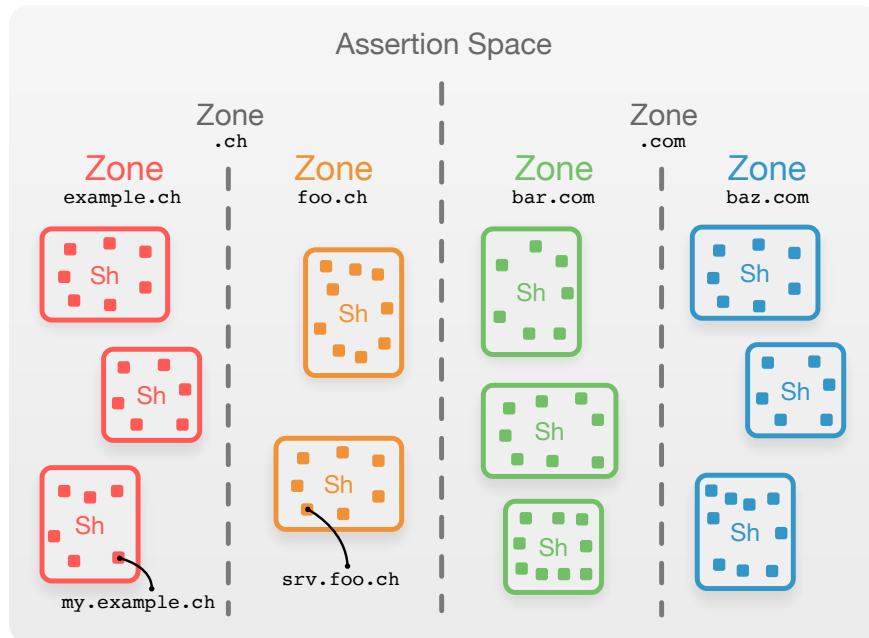 Assertion Space
Zone
.ch
Zone
.com
Zone
example.ch
Zone
foo.ch
Zone
bar.com
Zone
baz.com
Sh
Sh
Sh
my.example.ch
Sh
Sh
srv.foo.ch
Sh
Sh
Sh
Sh
Sh
Sh